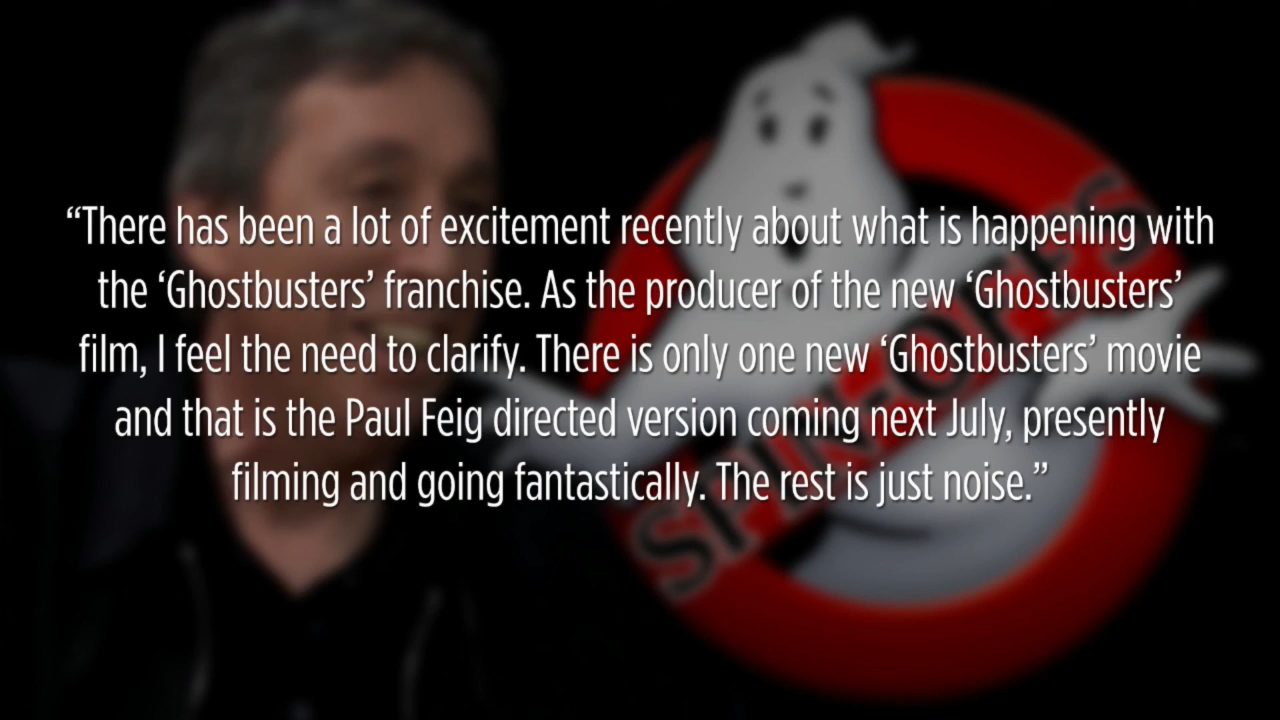 “There has been a lot of excitement recently about what is happening with
the ‘Ghostbusters’ franchise. As the producer of the new ‘Ghostbusters’
film, I feel the need to clarify. There is only one new ‘Ghostbusters’ movie
and that is the Paul Feig directed version coming next July, presently
filming and going fantastically. The rest is just noise.”
SPIN-OFFS